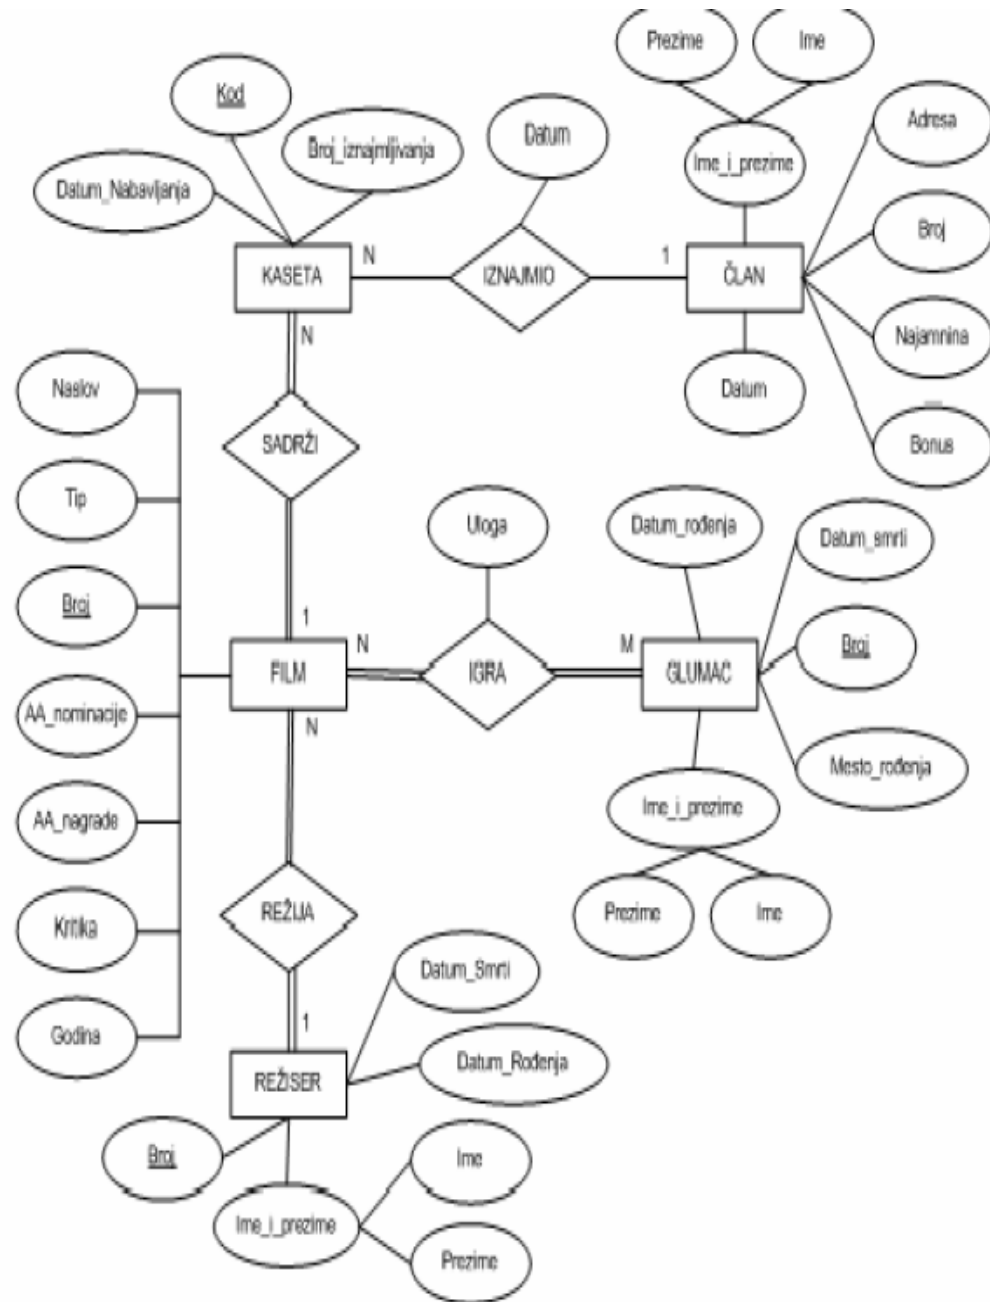 Prezime
Ime
Kod
Adresa
Broj_iznajmljivanja
Datum
Ime_i_prezime
Datum_Nabavljanja
Broj
N
1
KASETA
IZNAJMIO
ČLAN
N
Najamnina
Naslov
Datum
SADRŽI
Bonus
Tip
Uloga
Datum_rođenja
Datum_smrti
Broj
1
N
M
Broj
FILM
IGRA
GLUMAC
AA_nominacije
N
Mesto_rođenja
Ime_i_prezime
AA_nagrade
REŽIJA
Prezime
Ime
Kritika
Datum_Smrti
1
Godina
Datum_Rođenja
REŽISER
Broj
Ime
Ime_i_prezime
Prezime